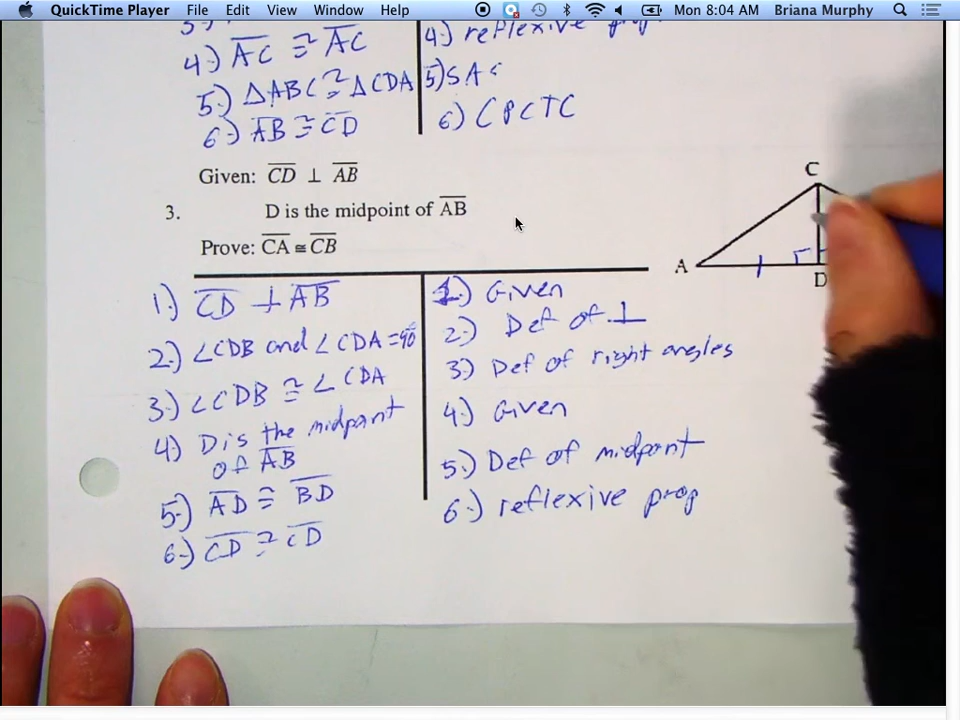 QuickTime Player File Edit View Window Help Mon 8:04 AM Briana Murphy
4.) AC ≅ AC 4.) reflexive
5.) ΔABC ≅ ΔCDA 5) SAS
6.) AB ≅ CD 6.) CPCTC
Given: CD ⊥ AB
3. D is the midpoint of AB
Prove: CA ≅ CB
C
A
D
1.) CD ⊥ AB 1.) Given
2.) ∠CDB and ∠CDA = 90 2.) Def of ⊥
3.) ∠CDB ≅ ∠CDA 3.) Def of right angles
4.) D is the midpoint of AB 4.) Given
5.) AD ≅ BD 5.) Def of midpoint
6.) CD ≅ CD 6.) reflexive prop